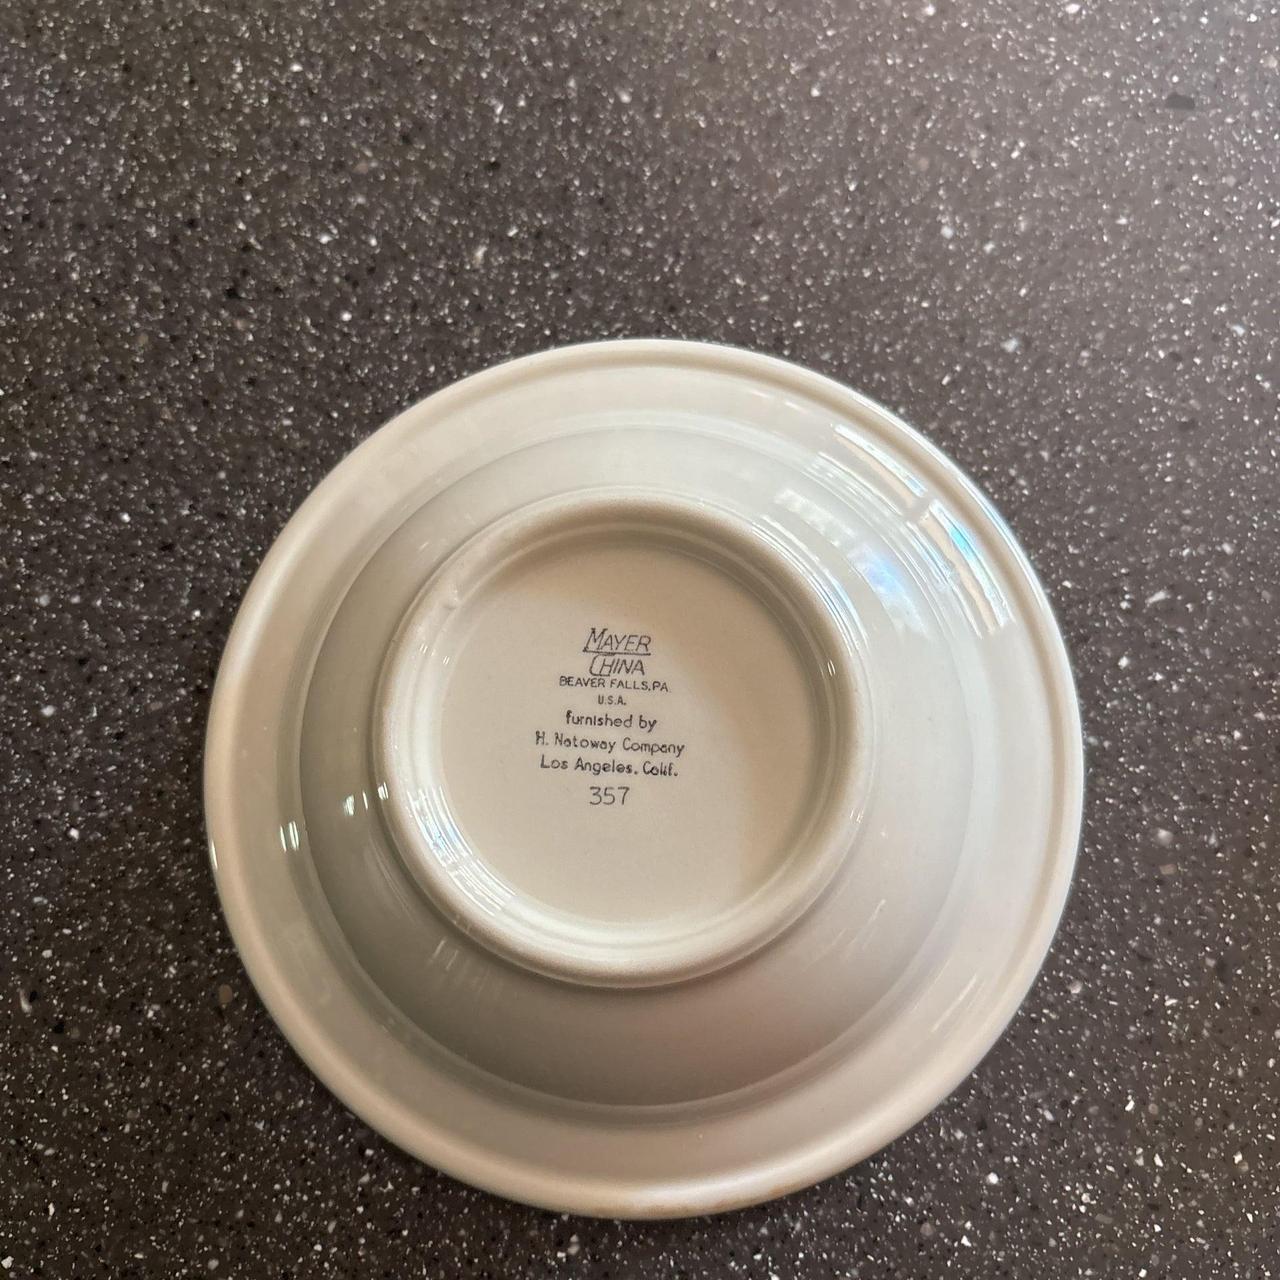 MAYER
CHINA
BEAVER FALLS, PA.
U.S.A.
furnished by
H. Natoway Company
Los Angeles, Calif.
357